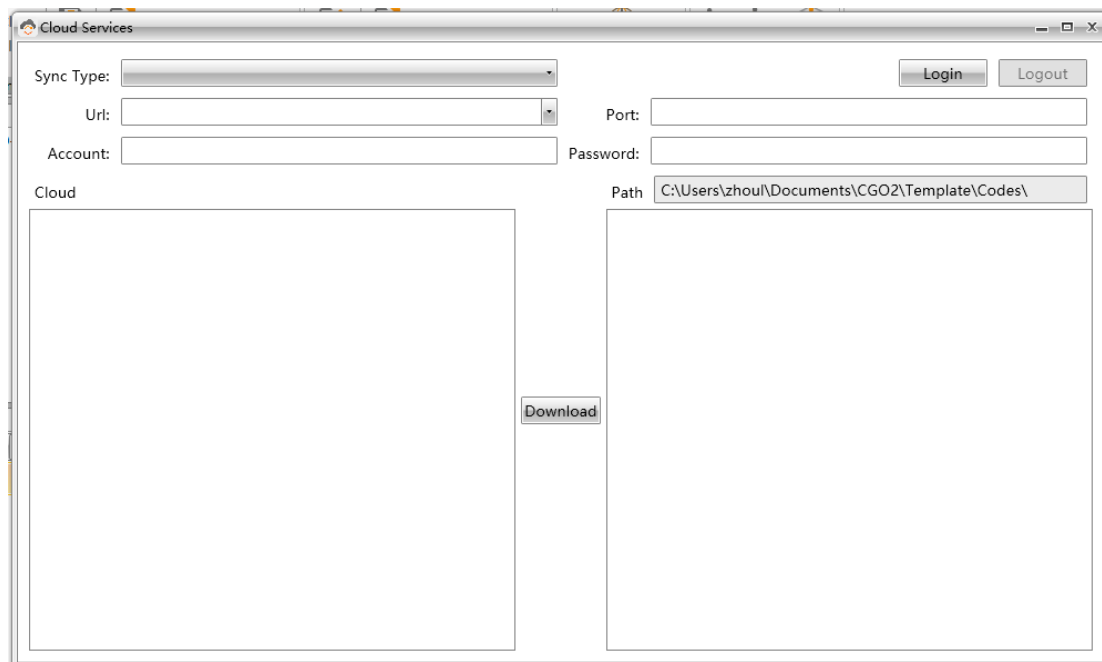 Cloud Services
Sync Type: Login Logout
Url: Port:
Account: Password:
Cloud Path C:\Users\zhoul\Documents\CGO2\Template\Codes\
Download